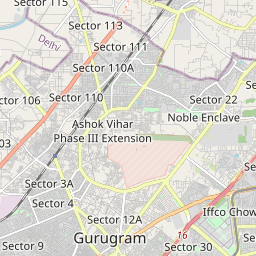 Sector 115
Sector 113
Delhi
Sector 111
Sector 110A
Sector 106
Sector 110
Sector 22
Ashok Vihar
Phase III Extension
Noble Enclave
03
Sector 3A
Sector 4
Iffco Chow
Sector 12A
16
Sector 9
Gurugram
Sector 30